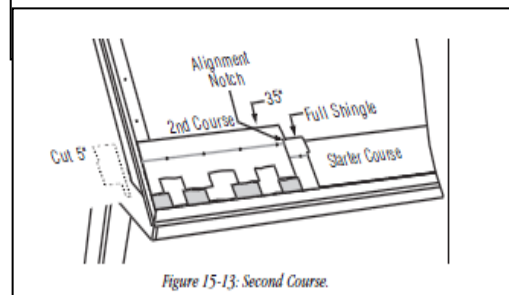 Alignment
Notch
35"
2nd Course
Full Shingle
Cut 5"
Starter Course
Figure 15-13: Second Course.